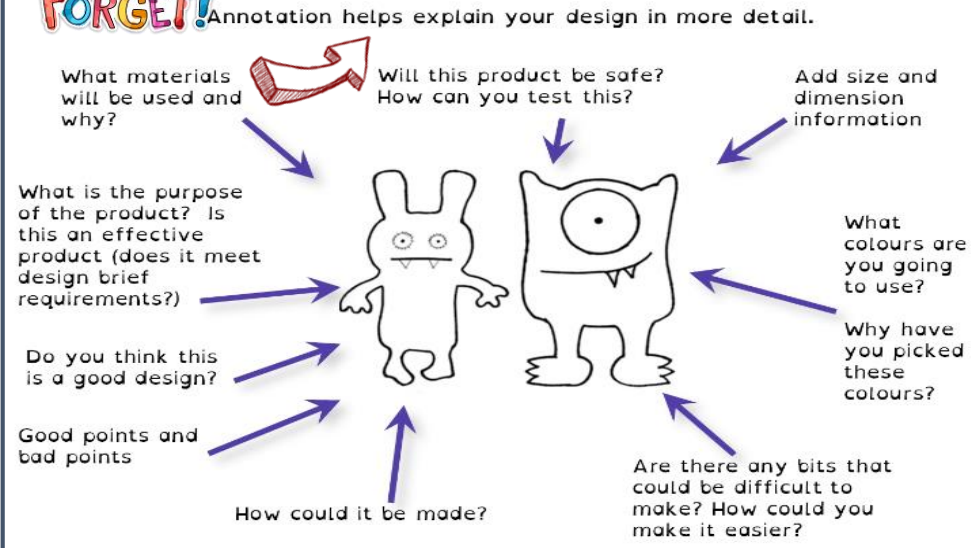 FORGET!
Annotation helps explain your design in more detail.
What materials
will be used and
why?
Will this product be safe?
How can you test this?
Add size and
dimension
information
What is the purpose
of the product? Is
this an effective
product (does it meet
design brief
requirements?)
What
colours are
you going
to use?
Why have
you picked
these
colours?
Do you think this
is a good design?
Good points and
bad points
How could it be made?
Are there any bits that
could be difficult to
make? How could you
make it easier?